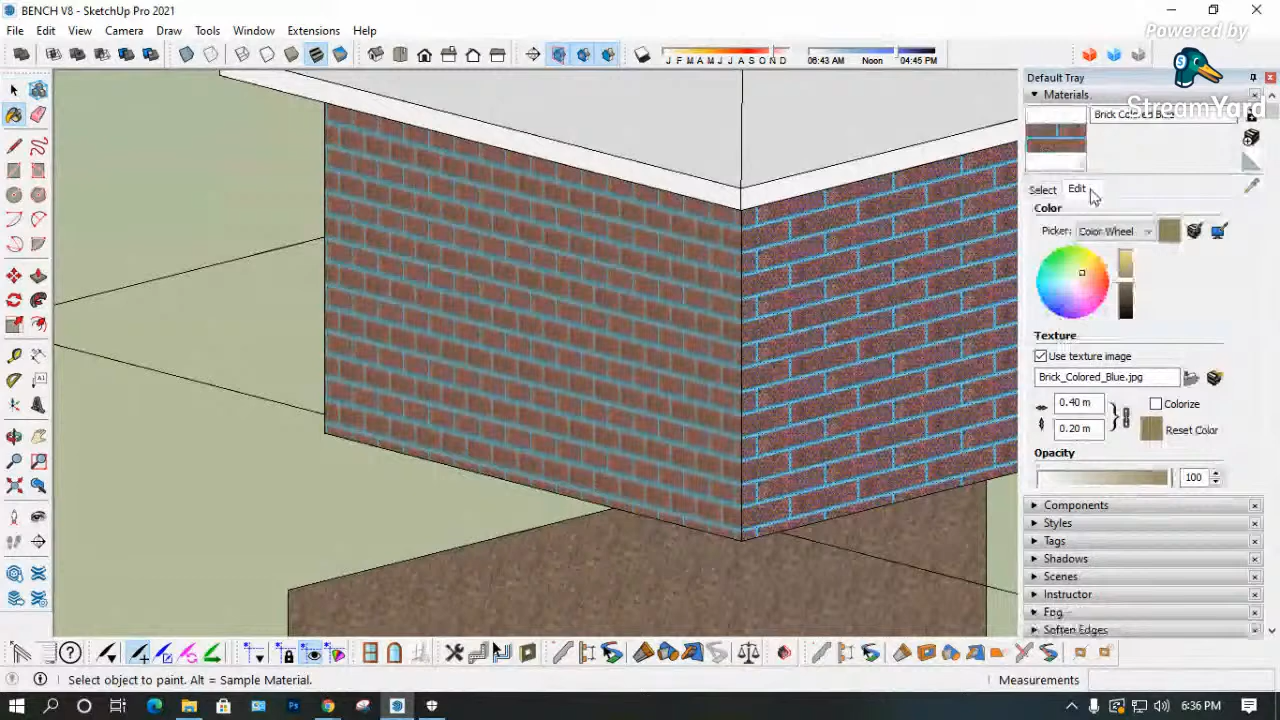 BENCH V8 - SketchUp Pro 2021
File Edit View Camera Draw Tools Window Extensions Help
J F M A M J J A S O N D
06:43 AM Noon 04:45 PM
Powered by
StreamYard
Default Tray
Materials
Brick Colored
Select Edit
Color
Picker: Color Wheel
Texture
Use texture image
Brick_Colored_Blue.jpg
0.40 m
Colorize
0.20 m
Reset Color
Opacity
100
Components
Styles
Tags
Shadows
Scenes
Instructor
Fog
Soften Edges
Select object to paint. Alt = Sample Material.
Measurements
6:36 PM